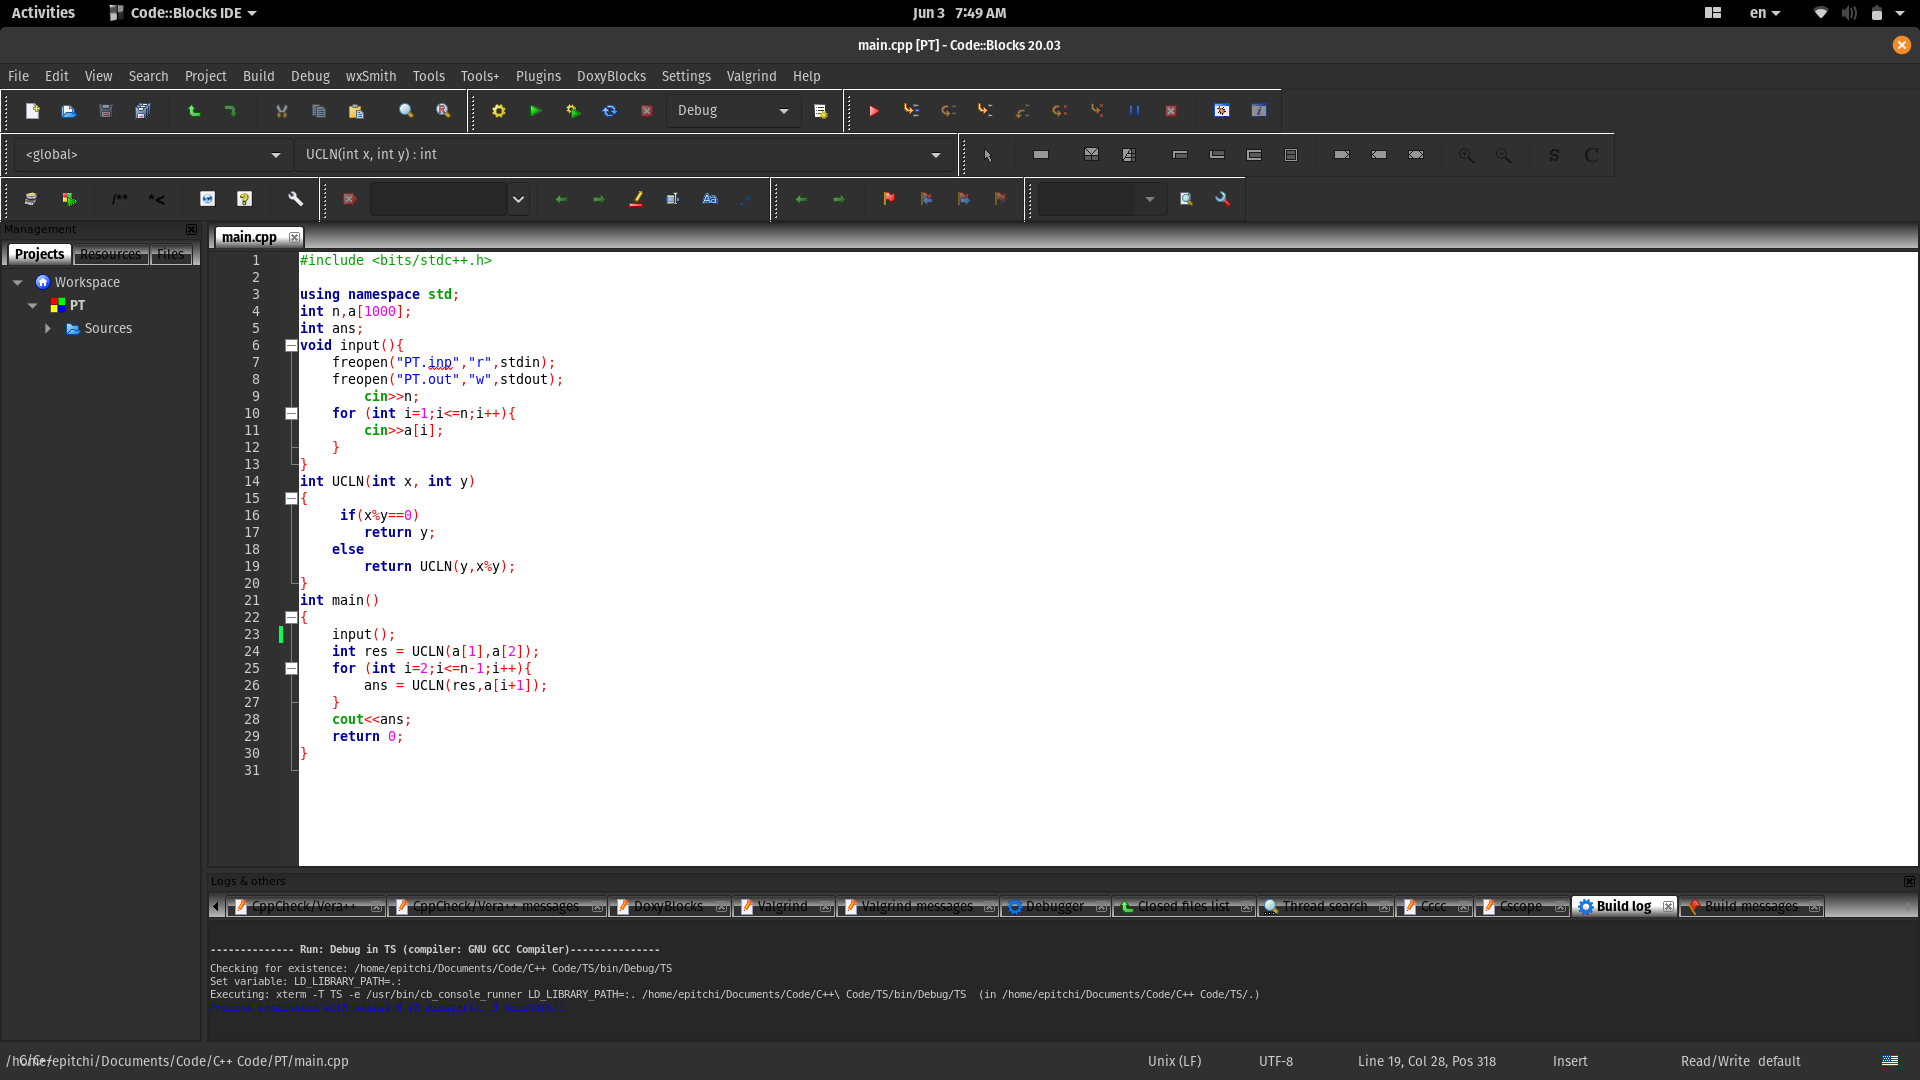 Activities Code::Blocks IDE Jun 3 7:49 AM en
main.cpp [PT] - Code::Blocks 20.03
File Edit View Search Project Build Debug wxSmith Tools Tools+ Plugins DoxyBlocks Settings Valgrind Help
Debug
<global> UCLN(int x, int y) : int
S C
/** *<
Management
Projects Resources Files
Workspace
PT
Sources
main.cpp
1 #include <bits/stdc++.h>
2
3 using namespace std;
4 int n,a[1000];
5 int ans;
6 void input(){
7 freopen("PT.inp","r",stdin);
8 freopen("PT.out","w",stdout);
9 cin>>n;
10 for (int i=1;i<=n;i++){
11 cin>>a[i];
12 }
13 }
14 int UCLN(int x, int y)
15 {
16 if(x%y==0)
17 return y;
18 else
19 return UCLN(y,x%y);
20 }
21 int main()
22 {
23 input();
24 int res = UCLN(a[1],a[2]);
25 for (int i=2;i<=n-1;i++){
26 ans = UCLN(res,a[i+1]);
27 }
28 cout<<ans;
29 return 0;
30 }
31
Logs & others
CppCheck/Vera++ CppCheck/Vera++ messages DoxyBlocks Valgrind Valgrind messages Debugger Closed files list Thread search Cccc Cscope Build log Build messages
-------------- Run: Debug in TS (compiler: GNU GCC Compiler)---------------
Checking for existence: /home/epitchi/Documents/Code/C++ Code/TS/bin/Debug/TS
Set variable: LD_LIBRARY_PATH=.:
Executing: xterm -T TS -e /usr/bin/cb_console_runner LD_LIBRARY_PATH=:. /home/epitchi/Documents/Code/C++\ Code/TS/bin/Debug/TS (in /home/epitchi/Documents/Code/C++ Code/TS/.)
/home/epitchi/Documents/Code/C++ Code/PT/main.cpp C/C++ Unix (LF) UTF-8 Line 19, Col 28, Pos 318 Insert Read/Write default